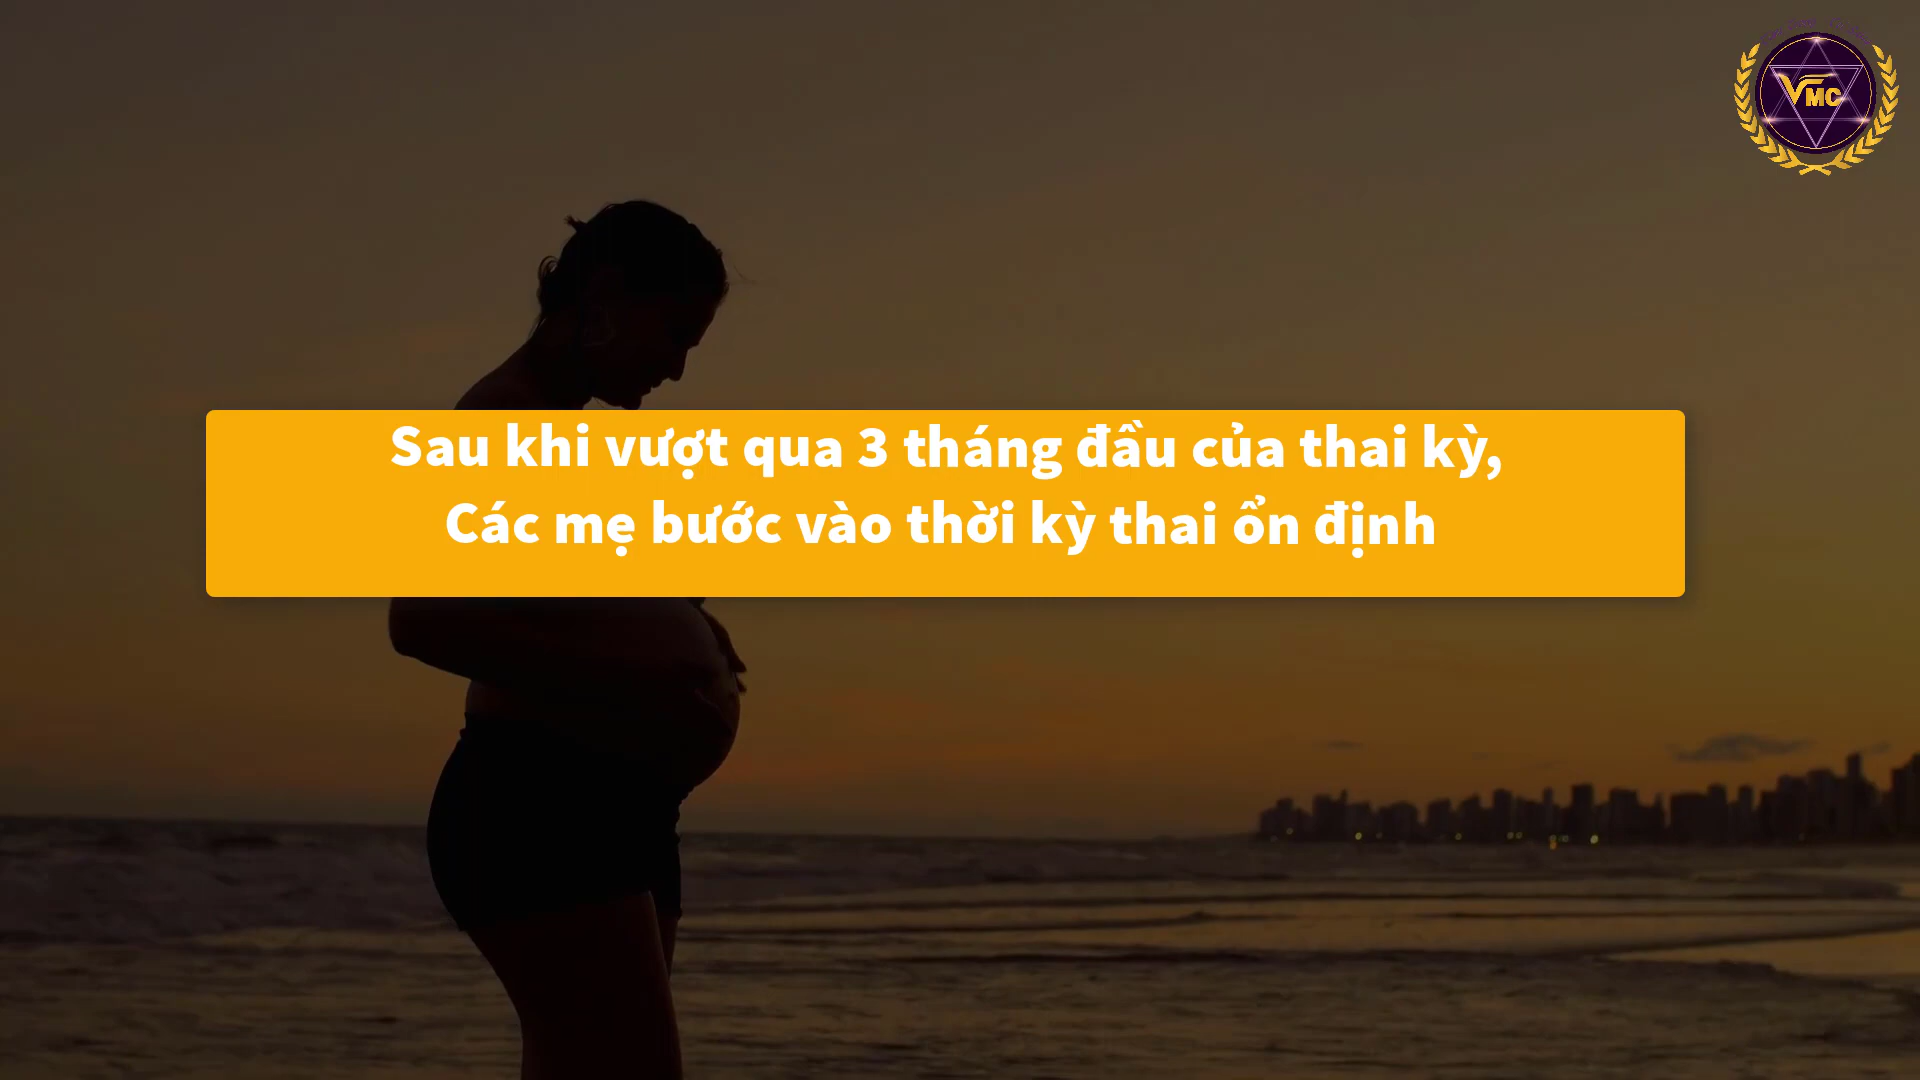 VMC
Sau khi vượt qua 3 tháng đầu của thai kỳ,
Các mẹ bước vào thời kỳ thai ổn định